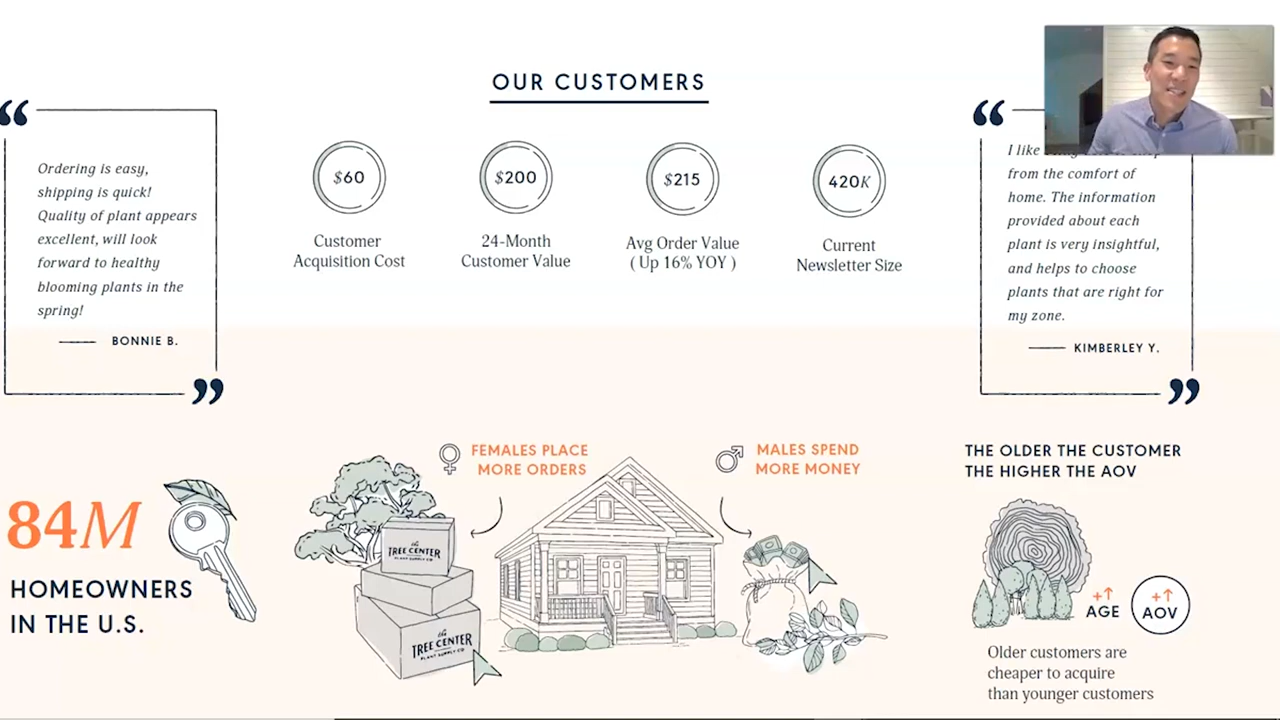 OUR CUSTOMERS
“
Ordering is easy,
shipping is quick!
Quality of plant appears
excellent, will look
forward to healthy
blooming plants in the
spring!
BONNIE B.
”
$60
Customer
Acquisition Cost
$200
24-Month
Customer Value
$215
Avg Order Value
( Up 16% YOY )
420K
Current
Newsletter Size
“
I like
from the comfort of
home. The information
provided about each
plant is very insightful,
and helps to choose
plants that are right for
my zone.
KIMBERLEY Y.
”
84M
HOMEOWNERS
IN THE U.S.
FEMALES PLACE
MORE ORDERS
MALES SPEND
MORE MONEY
the
TREE CENTER
PLANT SUPPLY CO
the
TREE CENTER
PLANT SUPPLY CO
THE OLDER THE CUSTOMER
THE HIGHER THE AOV
+↑
AGE
+↑
AOV
Older customers are
cheaper to acquire
than younger customers